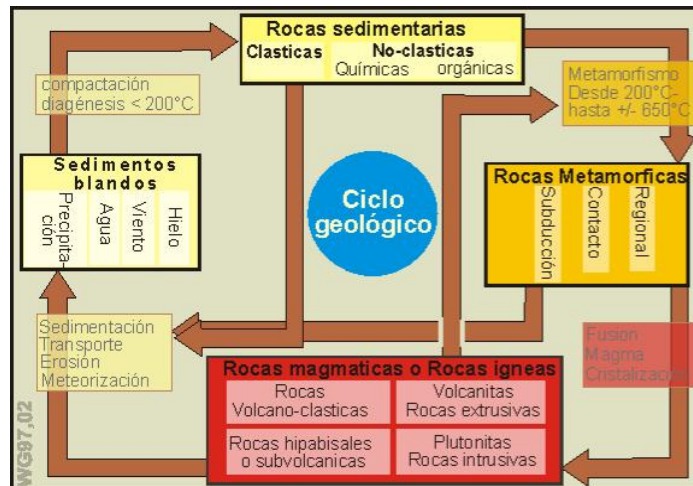 Rocas sedimentarias
Clasticas
No-clasticas
Químicas orgánicas
compactación
diagénesis < 200°C
Metamorfismo
Desde 200°C-
hasta +/- 650°C
Sedimentos
blandos
Precipita-
ción
Agua
Viento
Hielo
Ciclo
geológico
Rocas Metamorficas
Subducción
Contacto
Regional
Sedimentación
Transporte
Erosión
Meteorización
Fusion
Magma
Cristalización
Rocas magmaticas o Rocas igneas
Rocas
Volcano-clasticas
Volcanitas
Rocas extrusivas
Rocas hipabisales
o subvolcanicas
Plutonitas
Rocas intrusivas
WG97,02